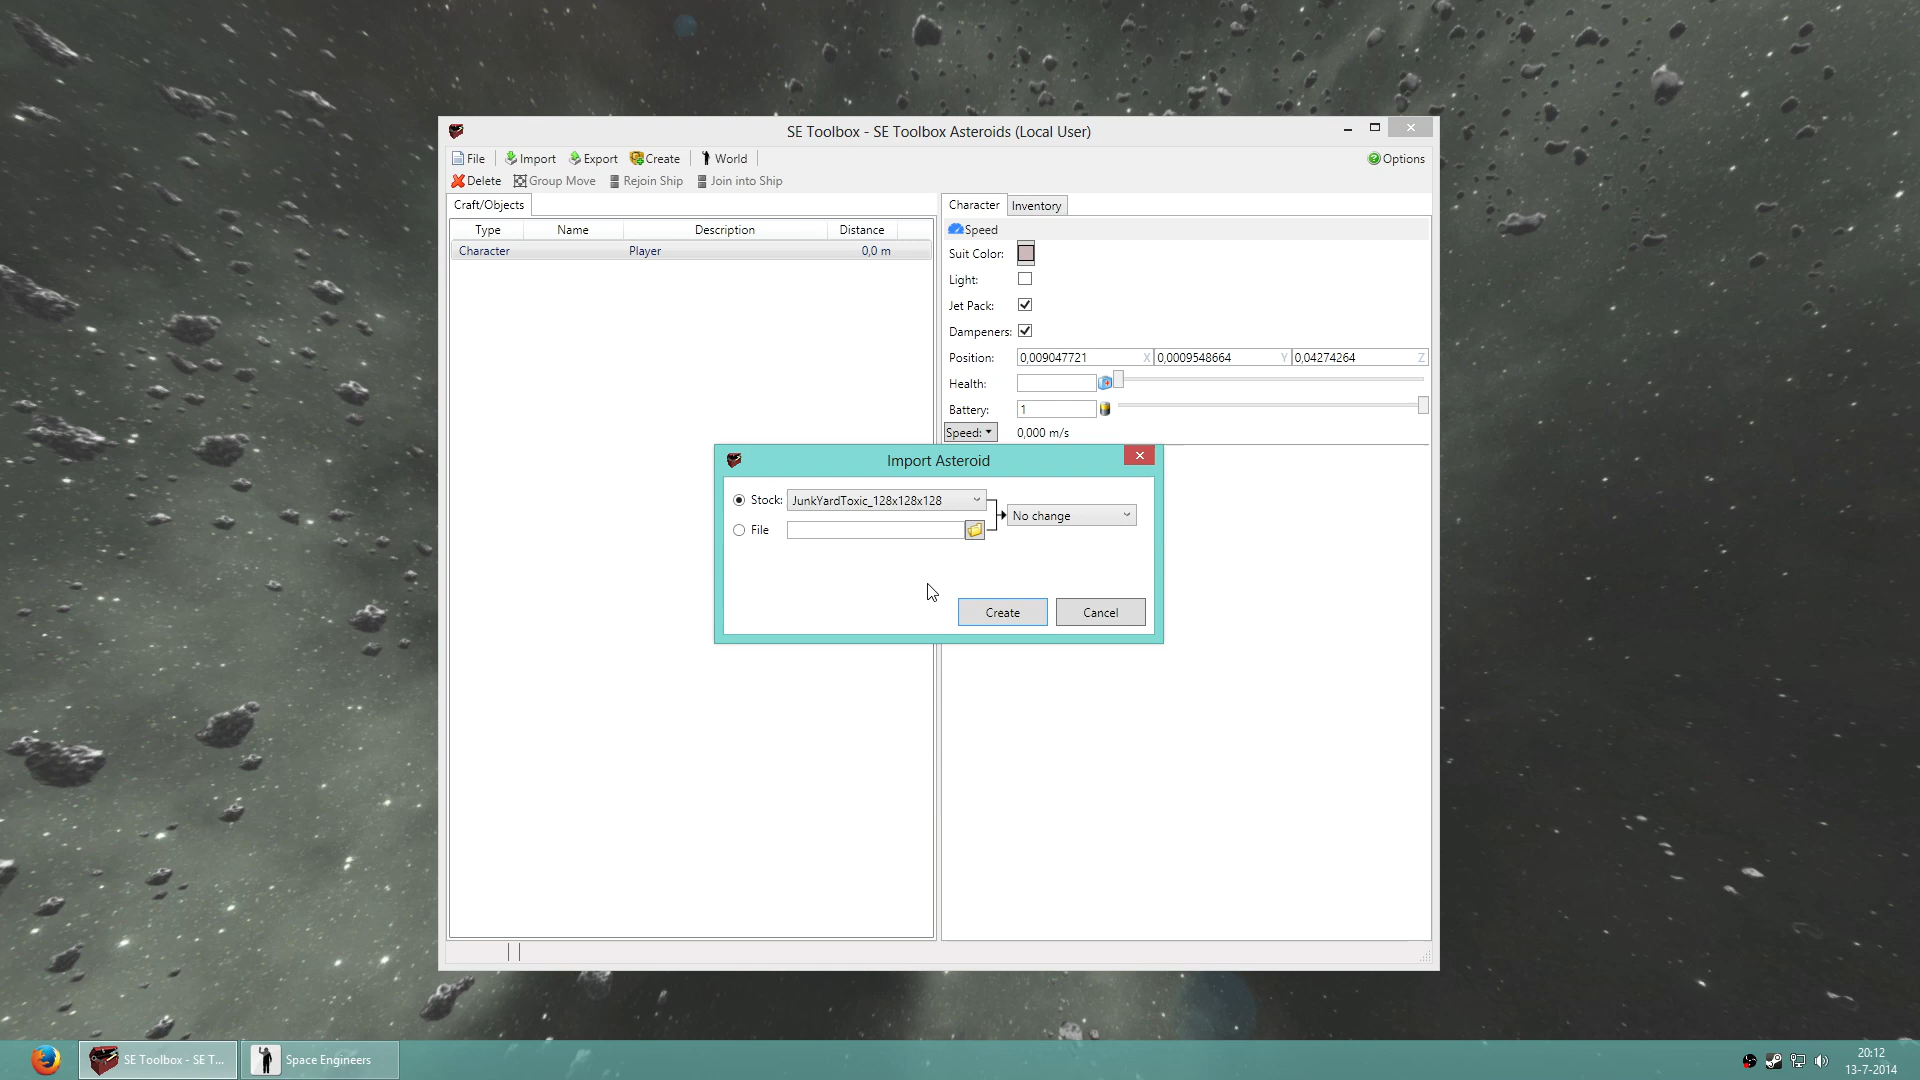 SE Toolbox - SE Toolbox Asteroids (Local User)
File Import Export Create World Options
Delete Group Move Rejoin Ship Join into Ship
Craft/Objects
Type Name Description Distance
Character Player 0,0 m
Character Inventory
Speed
Suit Color:
Light:
Jet Pack:
Dampeners:
Position: 0,009047721 X 0,0009548664 Y 0,04274264 Z
Health:
Battery: 1
Speed: 0,000 m/s
Import Asteroid
Stock: JunkYardToxic_128x128x128
No change
File
Create Cancel
SE Toolbox - SE T... Space Engineers
20:12
13-7-2014